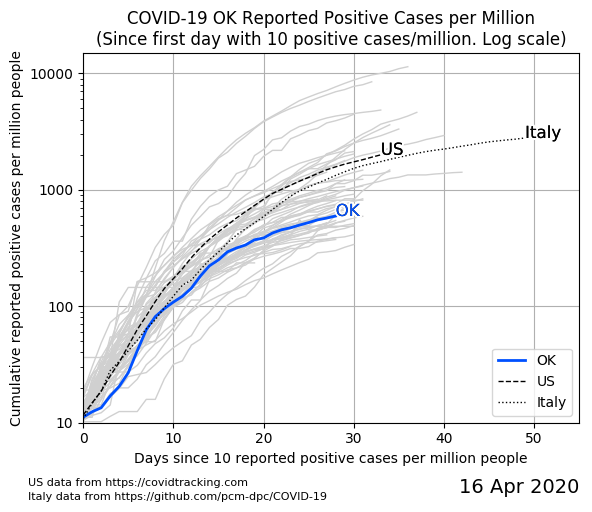 COVID-19 OK Reported Positive Cases per Million
(Since first day with 10 positive cases/million. Log scale)
Cumulative reported positive cases per million people
10000
1000
100
10
Italy
US
OK
OK
US
Italy
0
10
20
30
40
50
Days since 10 reported positive cases per million people
US data from https://covidtracking.com
Italy data from https://github.com/pcm-dpc/COVID-19
16 Apr 2020